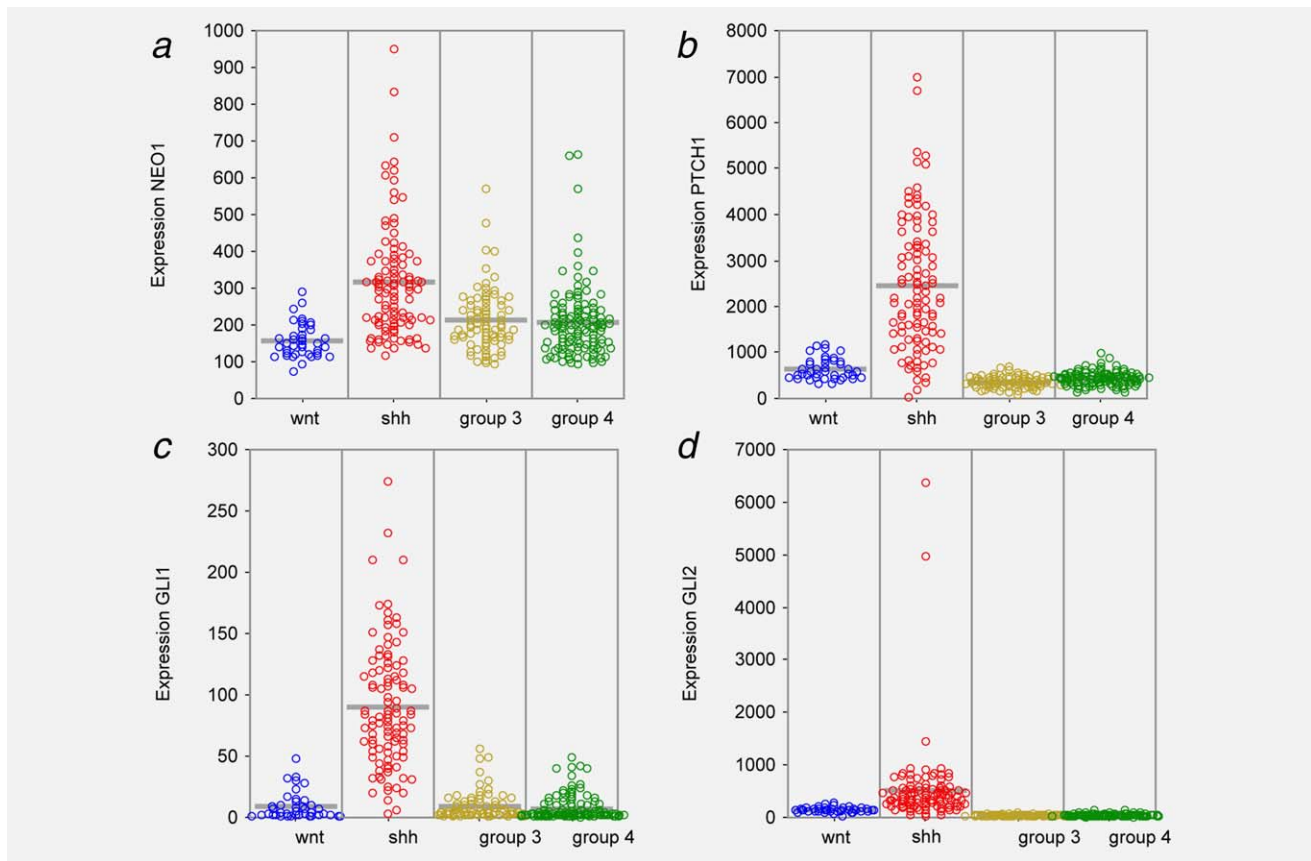 a
Expression NEO1
1000
900
800
700
600
500
400
300
200
100
0
wnt shh group 3 group 4
b
Expression PTCH1
8000
7000
6000
5000
4000
3000
2000
1000
0
wnt shh group 3 group 4
c
Expression GLI1
300
250
200
150
100
50
0
wnt shh group 3 group 4
d
Expression GLI2
7000
6000
5000
4000
3000
2000
1000
0
wnt shh group 3 group 4